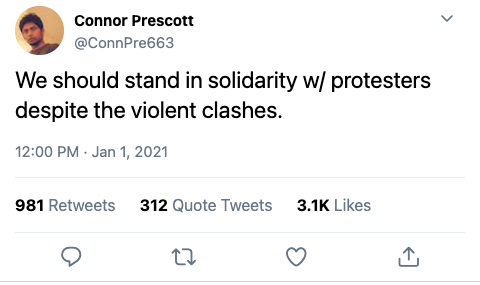 Connor Prescott
@ConnPre663
We should stand in solidarity w/ protesters
despite the violent clashes.
12:00 PM · Jan 1, 2021
981 Retweets 312 Quote Tweets 3.1K Likes